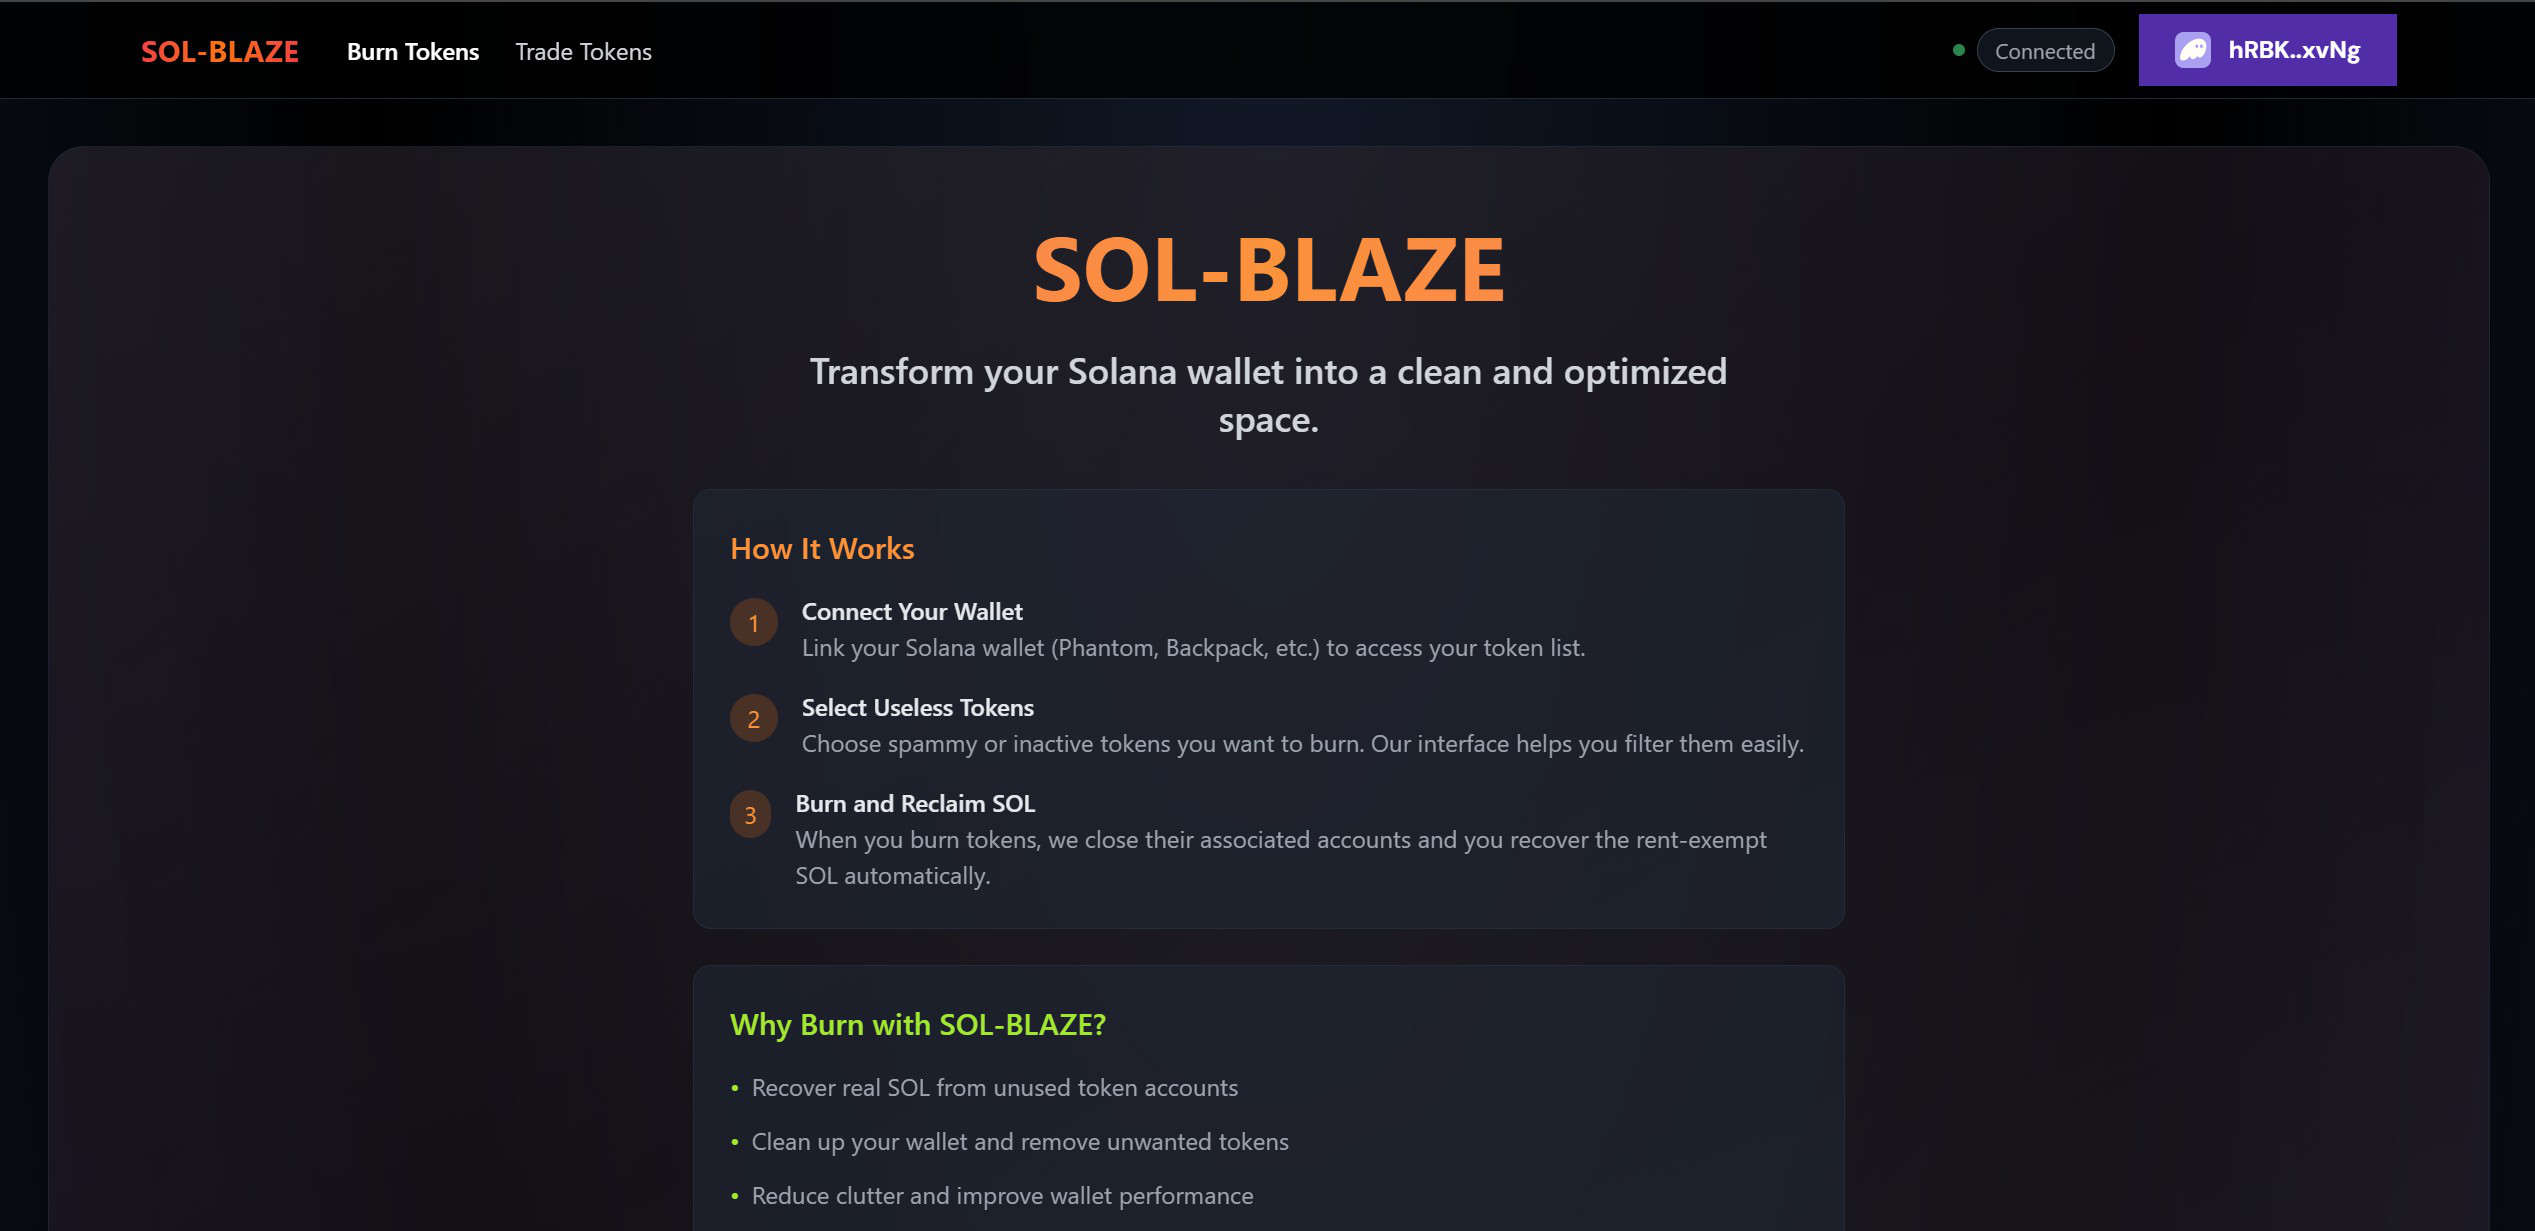 SOL-BLAZE
Burn Tokens
Trade Tokens
Connected
hRBK..xvNg
SOL-BLAZE
Transform your Solana wallet into a clean and optimized
space.
How It Works
1
Connect Your Wallet
Link your Solana wallet (Phantom, Backpack, etc.) to access your token list.
2
Select Useless Tokens
Choose spammy or inactive tokens you want to burn. Our interface helps you filter them easily.
3
Burn and Reclaim SOL
When you burn tokens, we close their associated accounts and you recover the rent-exempt
SOL automatically.
Why Burn with SOL-BLAZE?
• Recover real SOL from unused token accounts
• Clean up your wallet and remove unwanted tokens
• Reduce clutter and improve wallet performance